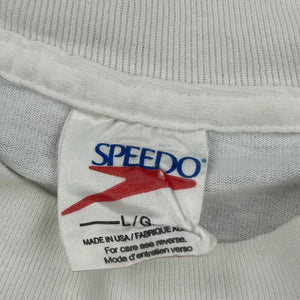 SPEEDO
L/G
MADE IN USA / FABRIQUE AU
For care see reverse.
Mode d'entretien verso